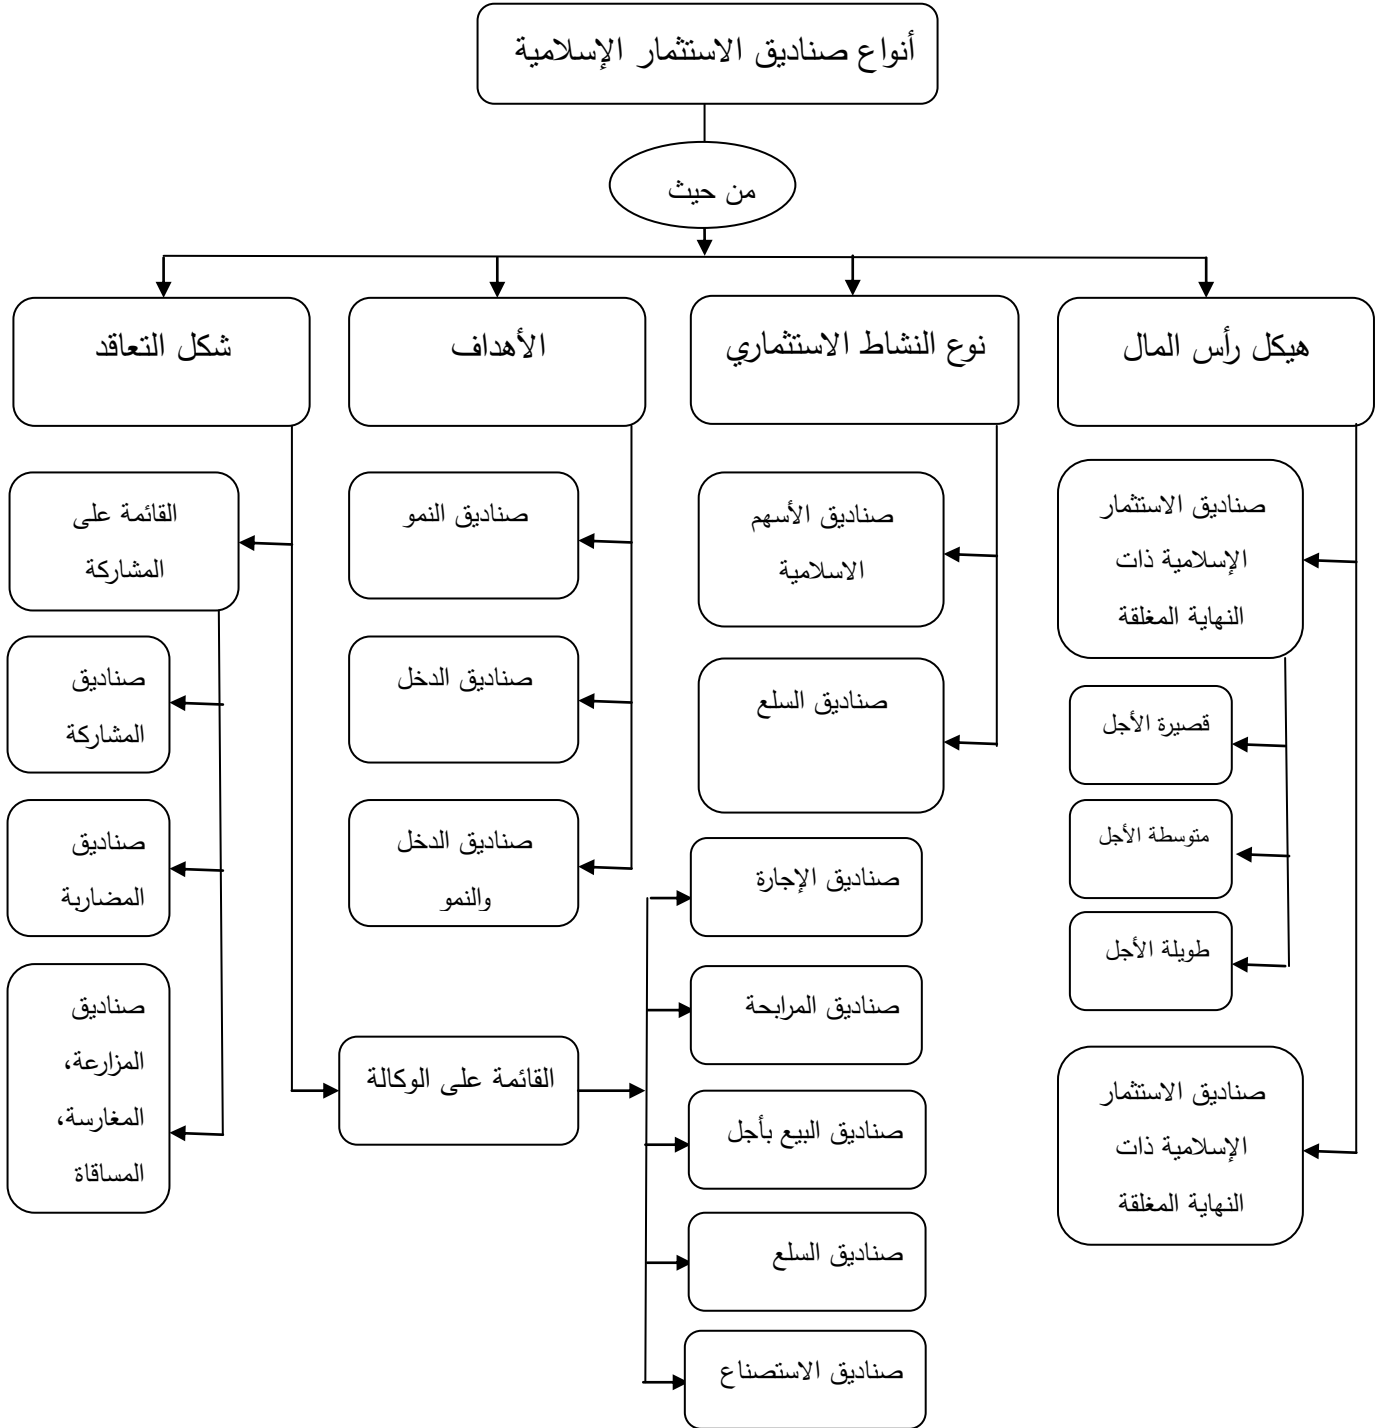 أنواع صناديق الاستثمار الإسلامية
من حيث
هيكل رأس المال
نوع النشاط الاستثماري
الأهداف
شكل التعاقد
صناديق الاستثمار
الإسلامية ذات
النهاية المغلقة
قصيرة الأجل
متوسطة الأجل
طويلة الأجل
صناديق الاستثمار
الإسلامية ذات
النهاية المغلقة
صناديق الأسهم
الاسلامية
صناديق السلع
صناديق النمو
صناديق الدخل
صناديق الدخل
والنمو
القائمة على
المشاركة
صناديق
المشاركة
صناديق
المضاربة
صناديق
المزارعة،
المغارسة،
المساقاة
القائمة على الوكالة
صناديق الإجارة
صناديق المرابحة
صناديق البيع بأجل
صناديق السلع
صناديق الاستصناع